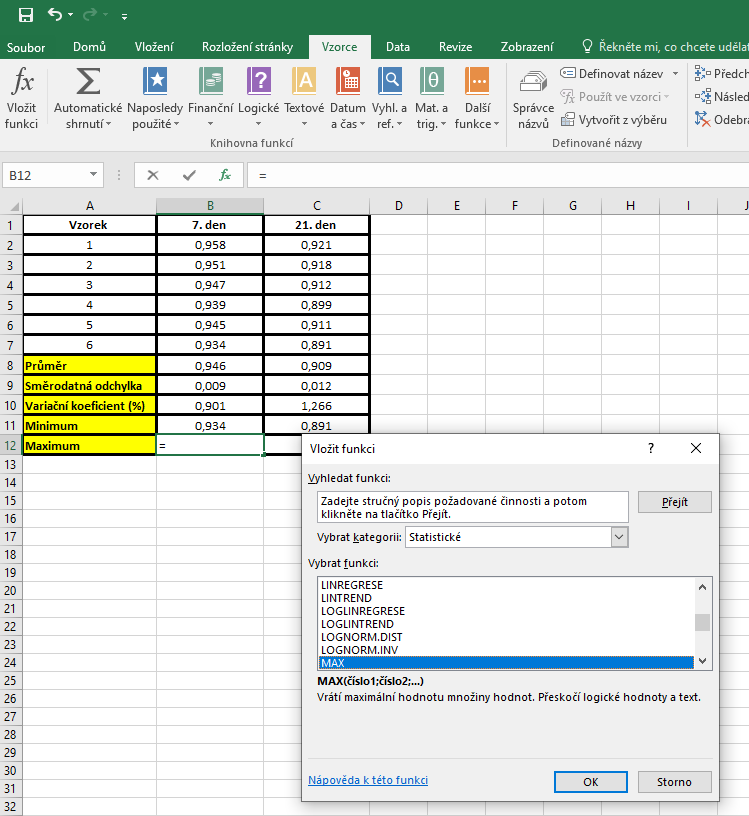 Soubor Domů Vložení Rozložení stránky Vzorce Data Revize Zobrazení Řekněte mi, co chcete udělat
fx Σ ? A θ
Vložit funkci
Automatické shrnutí
Naposledy použité
Finanční
Logické
Textové
Datum a čas
Vyhl. a ref.
Mat. a trig.
Další funkce
Knihovna funkcí
Správce názvů
Definovat název
Použít ve vzorci
Vytvořit z výběru
Definované názvy
Předch
Násled
Odebra
B12 fx =
A B C D E F G H I J
1 Vzorek 7. den 21. den
2 1 0,958 0,921
3 2 0,951 0,918
4 3 0,947 0,912
5 4 0,939 0,899
6 5 0,945 0,911
7 6 0,934 0,891
8 Průměr 0,946 0,909
9 Směrodatná odchylka 0,009 0,012
10 Variační koeficient (%) 0,901 1,266
11 Minimum 0,934 0,891
12 Maximum =
13
14
15
16
17
18
19
20
21
22
23
24
25
26
27
28
29
30
31
32
Vložit funkci ?
Vyhledat funkci:
Zadejte stručný popis požadované činnosti a potom
klikněte na tlačítko Přejít.
Přejít
Vybrat kategorii: Statistické
Vybrat funkci:
LINREGRESE
LINTREND
LOGLINREGRESE
LOGLINTREND
LOGNORM.DIST
LOGNORM.INV
MAX
MAX(číslo1;číslo2;...)
Vrátí maximální hodnotu množiny hodnot. Přeskočí logické hodnoty a text.
Nápověda k této funkci
OK Storno